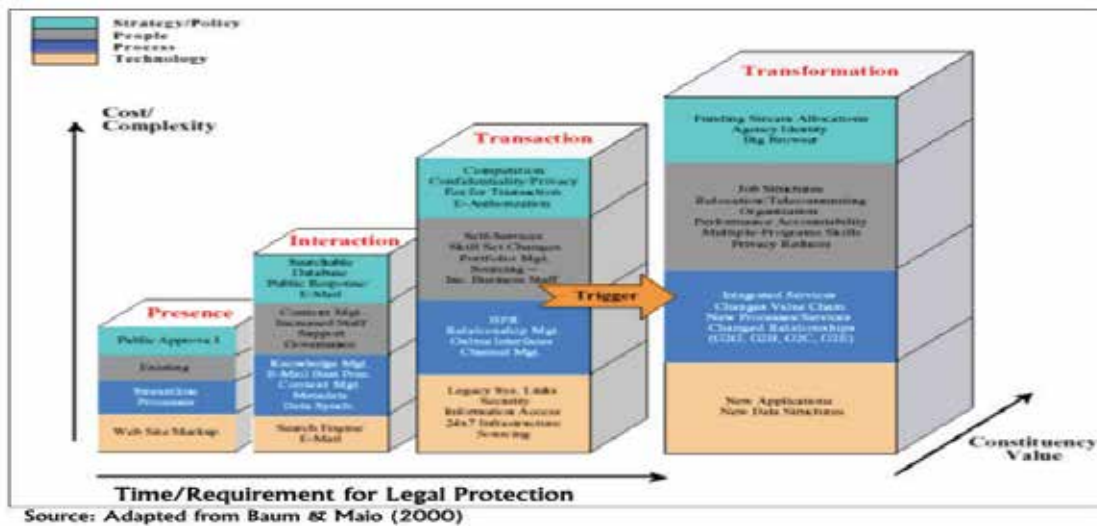 Strategy/Policy
People
Process
Technology
Cost/
Complexity
Presence
Public Approval
Existing
Streamline
Processes
Web Site Markup
Interaction
Searchable
Database
Public Response/
E-Mail
Content Mgt.
Increased Staff
Support
Governance
Knowledge Mgt.
E-Mail Best Prac.
Content Mgt.
Metadata
Data Synch.
Search Engine
E-Mail
Transaction
Competition
Confidentiality/Privacy
Fee for Transaction
E-Authorization
Self-Services
Skill Set Changes
Portfolio Mgt.
Sourcing
Inc. Business Staff
BPR
Relationship Mgt.
Online Interfaces
Channel Mgt.
Legacy Sys. Links
Security
Information Access
24x7 Infrastructure
Sourcing
Trigger
Transformation
Funding Stream Allocations
Agency Identity
Big Browser
Job Structures
Relocation/Telecommuting
Organization
Performance Accountability
Multiple-Programs Skills
Privacy Reduces
Integrated Services
Changes Value Chain
New Processes/Services
Changed Relationships
(G2G, G2B, G2C, G2E)
New Applications
New Data Structures
Constituency
Value
Time/Requirement for Legal Protection
Source: Adapted from Baum & Maio (2000)